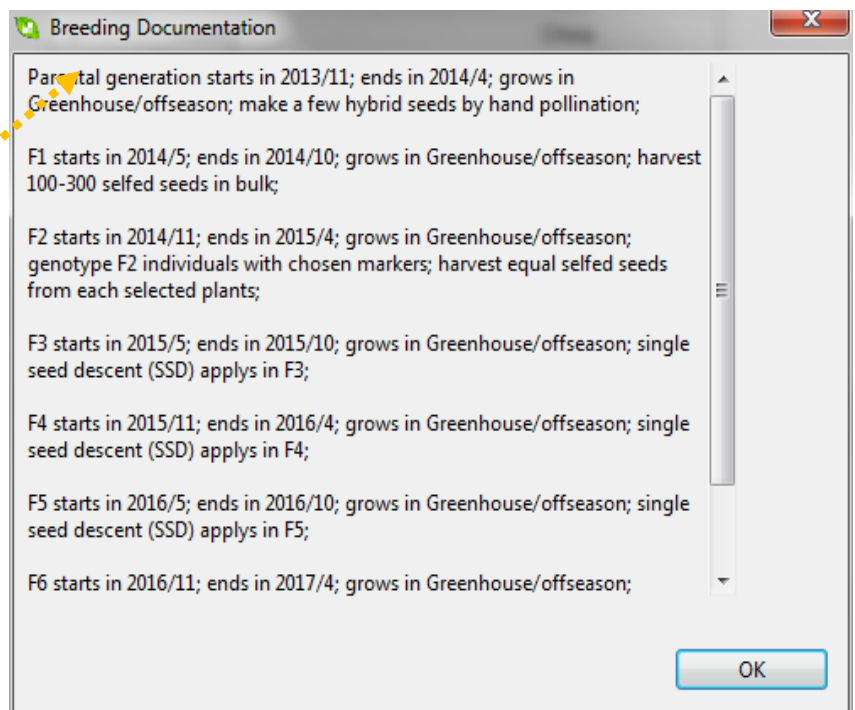 Breeding Documentation
Parental generation starts in 2013/11; ends in 2014/4; grows in
Greenhouse/offseason; make a few hybrid seeds by hand pollination;
F1 starts in 2014/5; ends in 2014/10; grows in Greenhouse/offseason; harvest
100-300 selfed seeds in bulk;
F2 starts in 2014/11; ends in 2015/4; grows in Greenhouse/offseason;
genotype F2 individuals with chosen markers; harvest equal selfed seeds
from each selected plants;
F3 starts in 2015/5; ends in 2015/10; grows in Greenhouse/offseason; single
seed descent (SSD) applys in F3;
F4 starts in 2015/11; ends in 2016/4; grows in Greenhouse/offseason; single
seed descent (SSD) applys in F4;
F5 starts in 2016/5; ends in 2016/10; grows in Greenhouse/offseason; single
seed descent (SSD) applys in F5;
F6 starts in 2016/11; ends in 2017/4; grows in Greenhouse/offseason;
OK